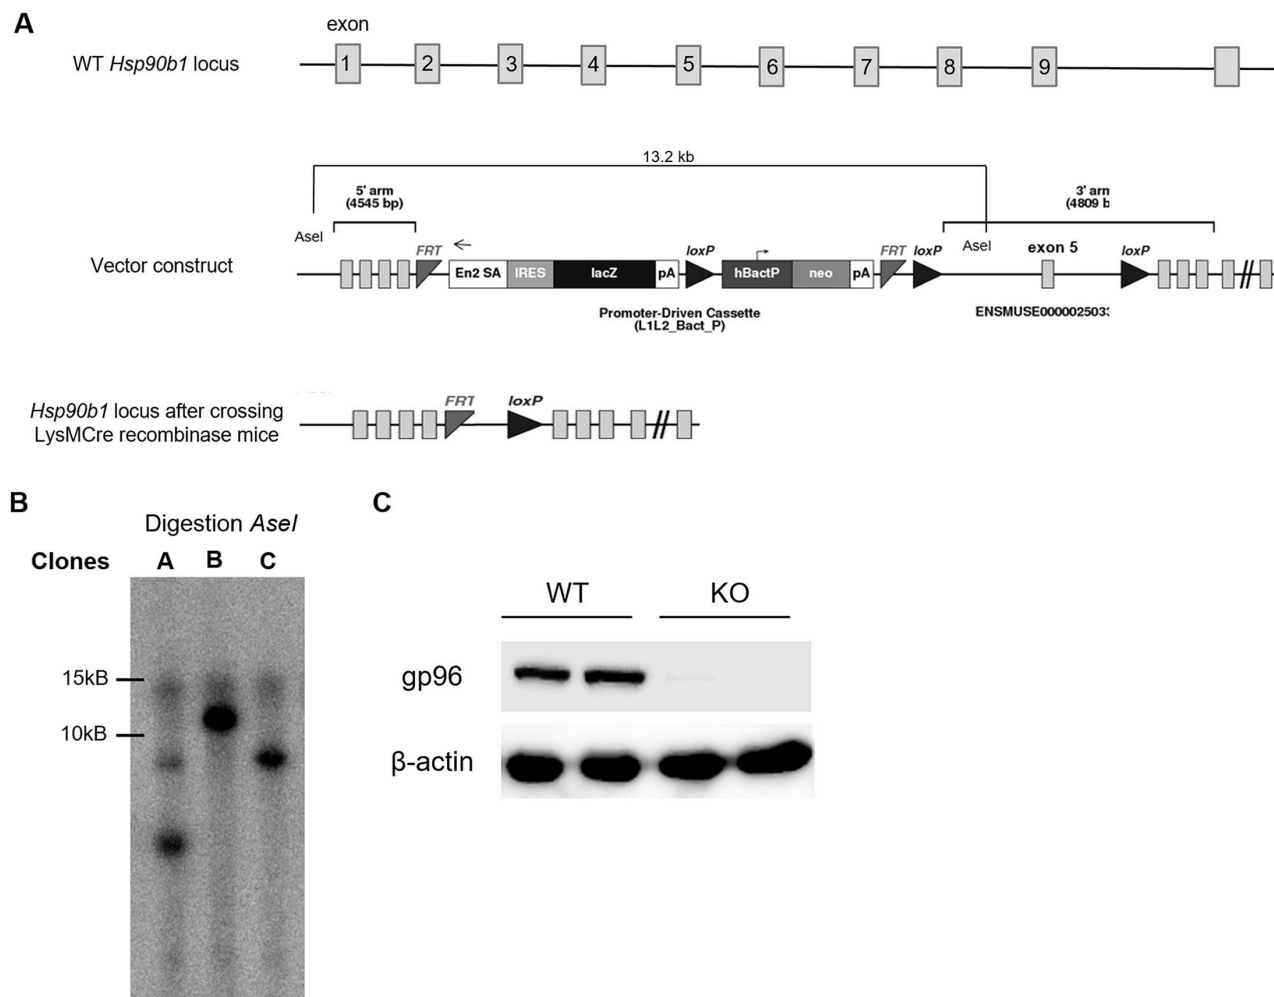 A
exon
WT Hsp90b1 locus
1 2 3 4 5 6 7 8 9
13.2 kb
5' arm
(4545 bp)
3' arm
(4809 b
AseI
FRT
loxP
FRT
loxP
AseI
exon 5
loxP
Vector construct
En2 SA IRES lacZ pA hBactP neo pA
Promoter-Driven Cassette
(L1L2_Bact_P)
ENSMUSE0000025033
Hsp90b1 locus after crossing
LysMCre recombinase mice
FRT
loxP
B
Digestion AseI
Clones A B C
15kB
10kB
C
WT KO
gp96
β-actin